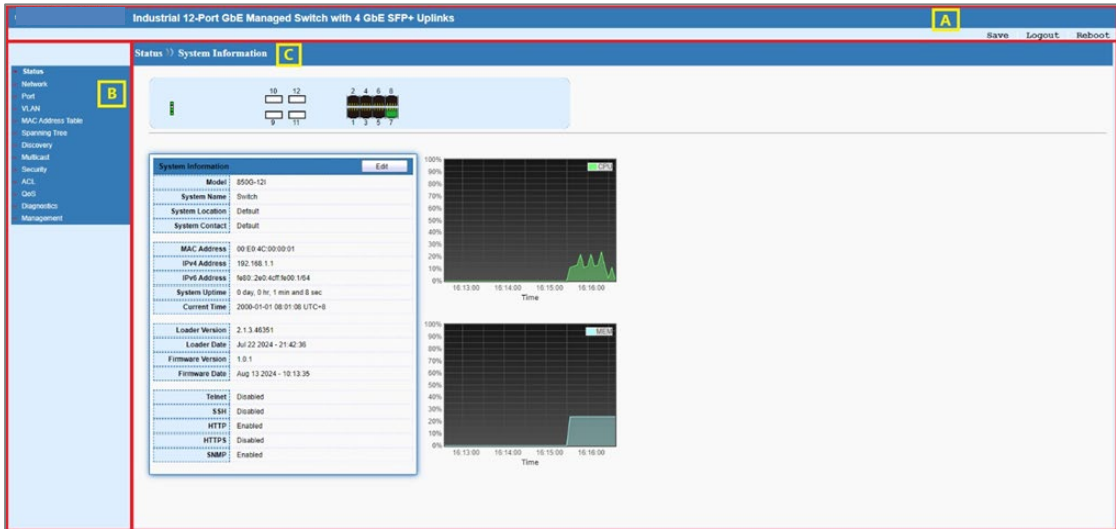 Industrial 12-Port GbE Managed Switch with 4 GbE SFP+ Uplinks
A
Save Logout Reboot
Status >> System Information
C
B
Status
Network
Port
VLAN
MAC Address Table
Spanning Tree
Discovery
Multicast
Security
ACL
QoS
Diagnostics
Management
10 12 2 4 6 8
9 11 1 3 5 7
System Information Edit
Model 850G-12I
System Name Switch
System Location Default
System Contact Default
MAC Address 00:E0:4C:00:00:01
IPv4 Address 192.168.1.1
IPv6 Address fe80::2e0:4cff:fe00:1/64
System Uptime 0 day, 0 hr, 1 min and 8 sec
Current Time 2000-01-01 08:01:08 UTC+8
Loader Version 2.1.3.46351
Loader Date Jul 22 2024 - 21:42:36
Firmware Version 1.0.1
Firmware Date Aug 13 2024 - 10:13:35
Telnet Disabled
SSH Disabled
HTTP Enabled
HTTPS Disabled
SNMP Enabled
CPU
100%
90%
80%
70%
60%
50%
40%
30%
20%
10%
0%
16:13:00 16:14:00 16:15:00 16:16:00
Time
MEM
100%
90%
80%
70%
60%
50%
40%
30%
20%
10%
0%
16:13:00 16:14:00 16:15:00 16:16:00
Time